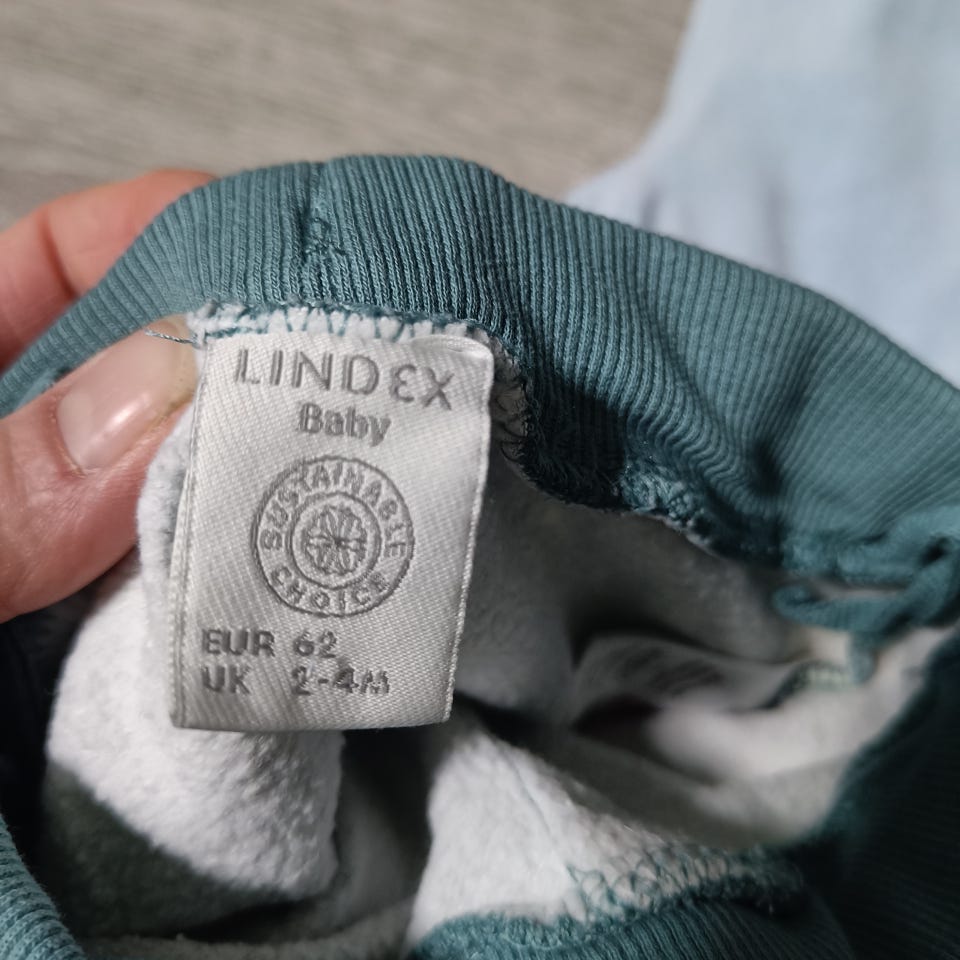 LINDEX
Baby
SUSTAINABLE
CHOICE
EUR 62
UK 2-4M